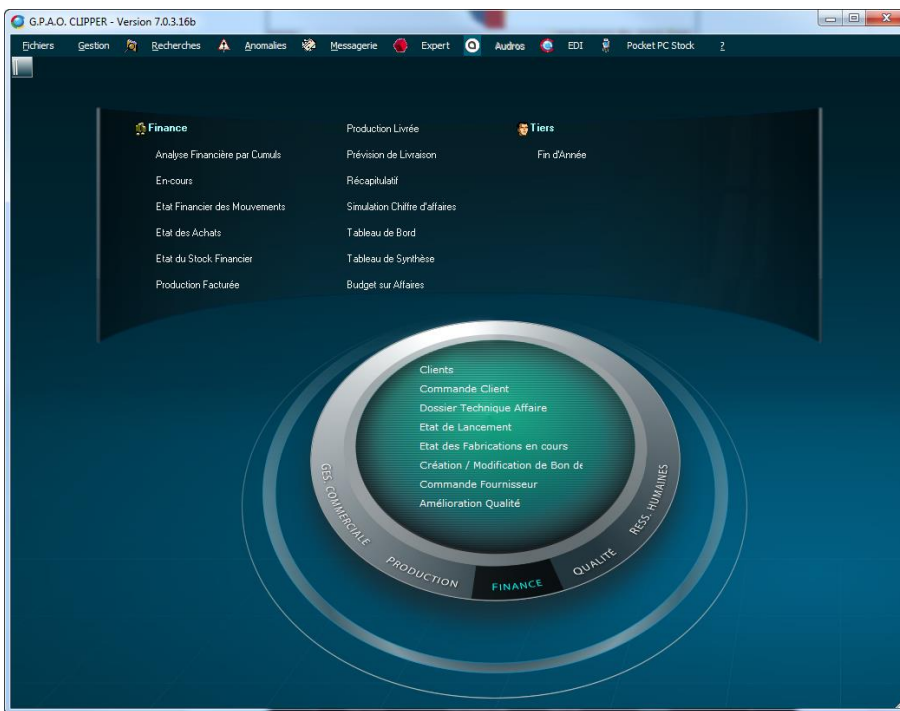 G.P.A.O. CLIPPER - Version 7.0.3.16b
Fichiers Gestion Recherches Anomalies Messagerie Expert Audros EDI Pocket PC Stock ?
Finance
Analyse Financière par Cumuls
En-cours
Etat Financier des Mouvements
Etat des Achats
Etat du Stock Financier
Production Facturée
Production Livrée
Prévision de Livraison
Récapitulatif
Simulation Chiffre d'affaires
Tableau de Bord
Tableau de Synthèse
Budget sur Affaires
Tiers
Fin d'Année
Clients
Commande Client
Dossier Technique Affaire
Etat de Lancement
Etat des Fabrications en cours
Création / Modification de Bon de
Commande Fournisseur
Amélioration Qualité
GES. COMMERCIALE
PRODUCTION
FINANCE
QUALITÉ
RESS. HUMAINES